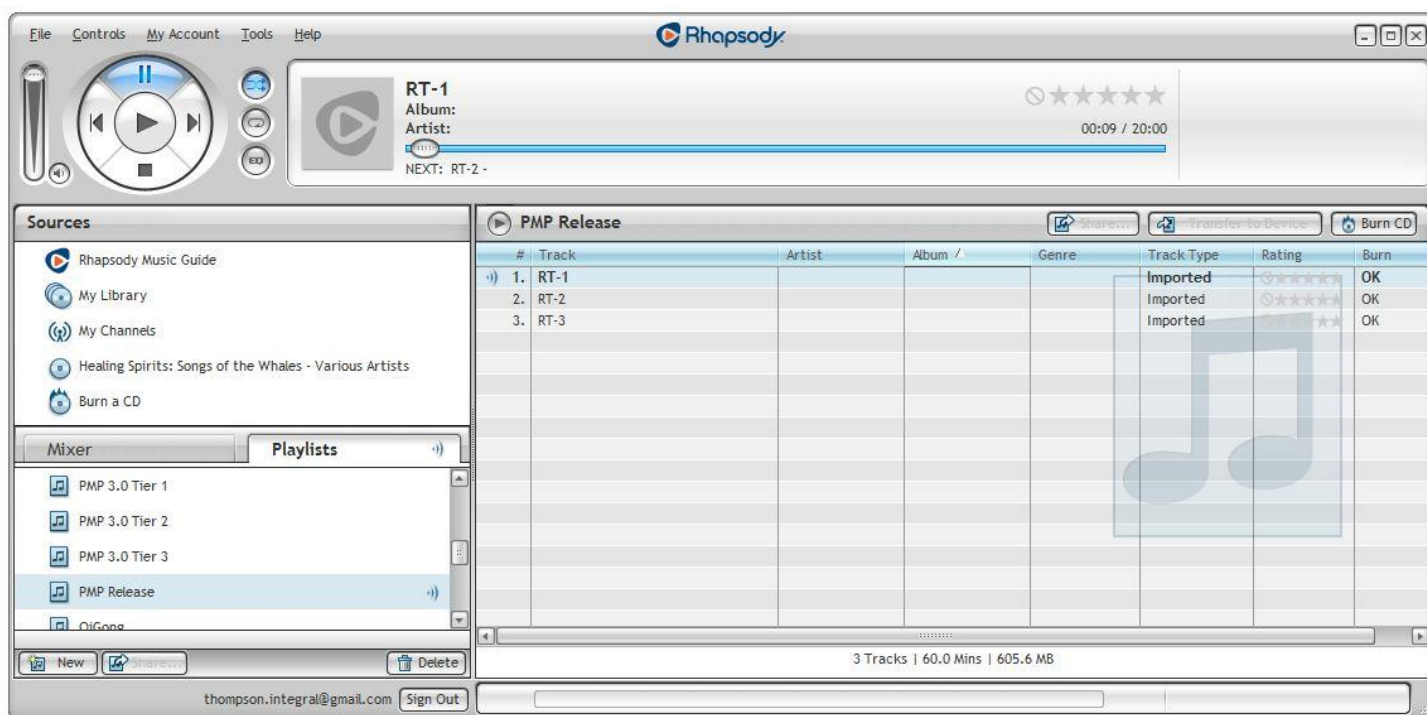 File Controls My Account Tools Help
Rhapsody
RT-1
Album:
Artist:
00:09 / 20:00
NEXT: RT-2 -
EQ
Sources
Rhapsody Music Guide
My Library
My Channels
Healing Spirits: Songs of the Whales - Various Artists
Burn a CD
Mixer Playlists
PMP 3.0 Tier 1
PMP 3.0 Tier 2
PMP 3.0 Tier 3
PMP Release
QiGong
New Share... Delete
thompson.integral@gmail.com Sign Out
PMP Release Share... Transfer to Device Burn CD
# Track Artist Album Genre Track Type Rating Burn
1. RT-1 Imported OK
2. RT-2 Imported OK
3. RT-3 Imported OK
3 Tracks | 60.0 Mins | 605.6 MB